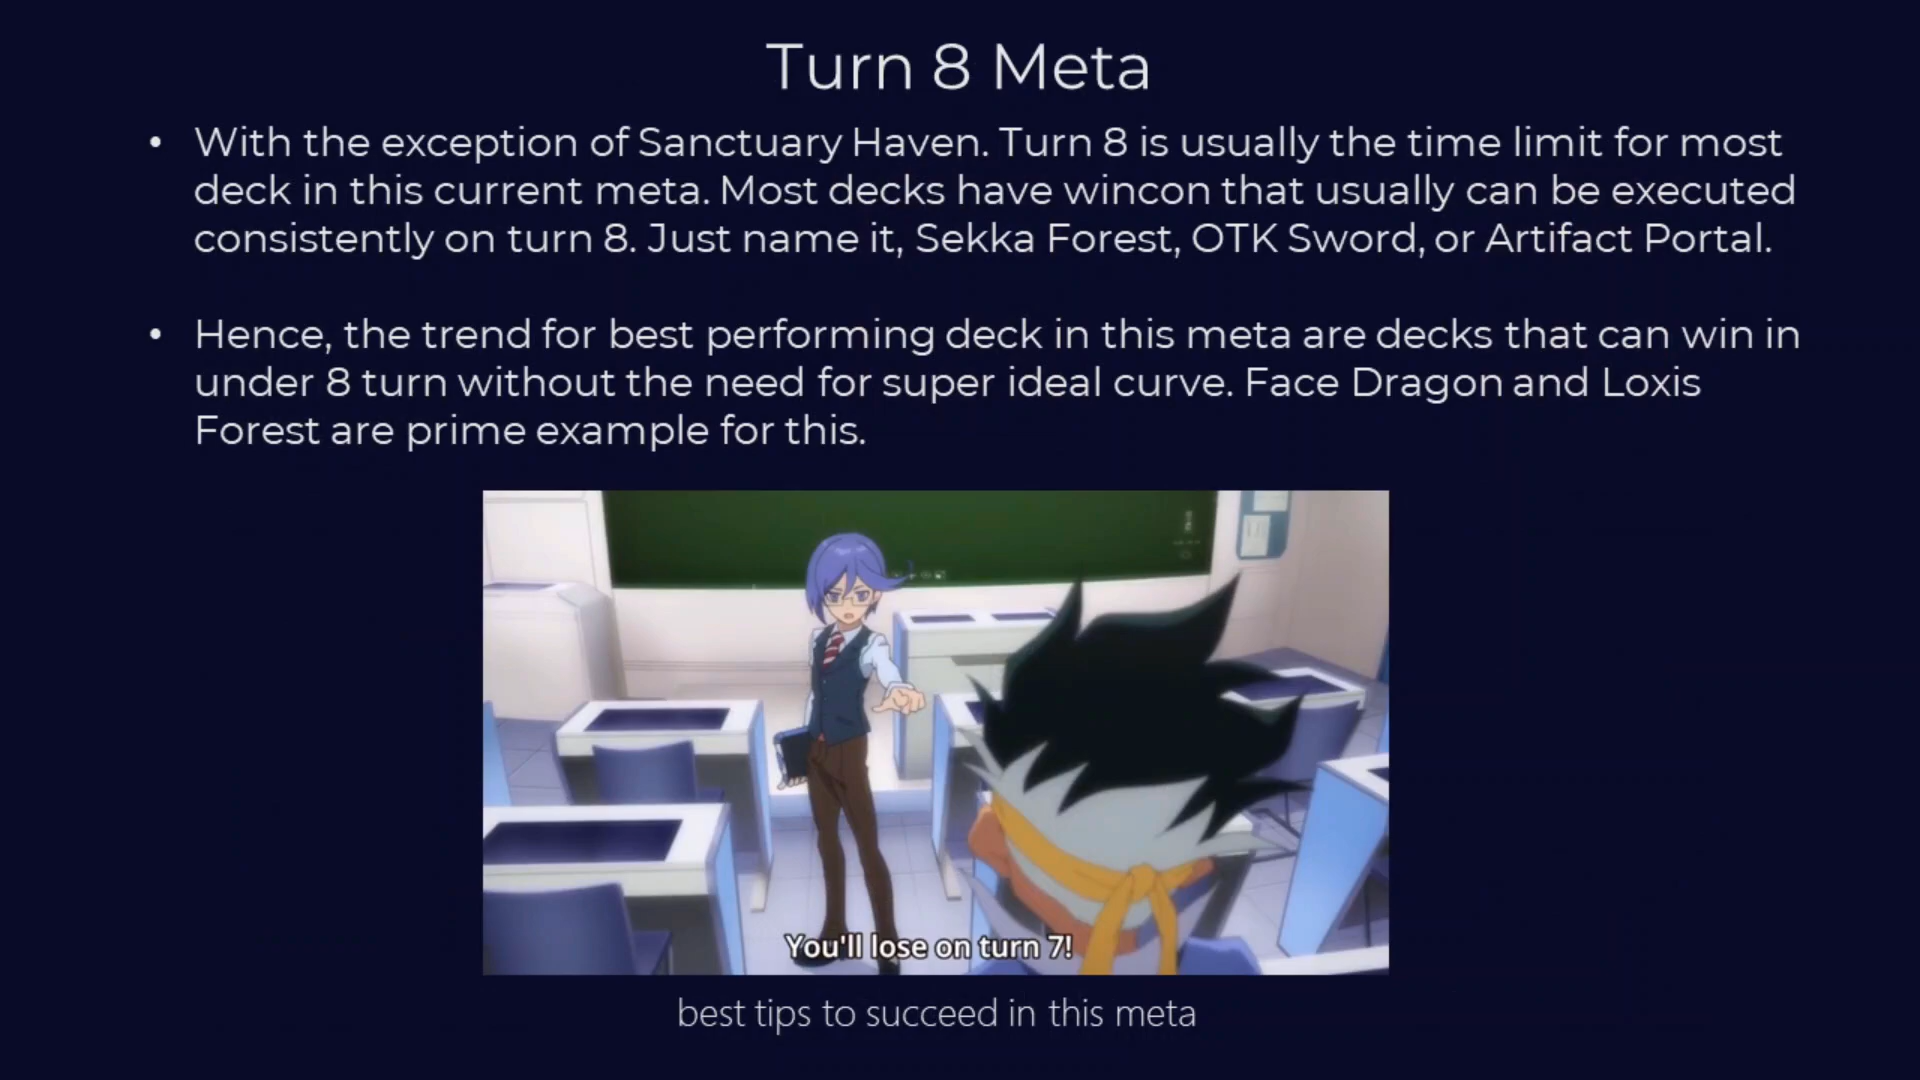 Turn 8 Meta
• With the exception of Sanctuary Haven. Turn 8 is usually the time limit for most
deck in this current meta. Most decks have wincon that usually can be executed
consistently on turn 8. Just name it, Sekka Forest, OTK Sword, or Artifact Portal.
• Hence, the trend for best performing deck in this meta are decks that can win in
under 8 turn without the need for super ideal curve. Face Dragon and Loxis
Forest are prime example for this.
You'll lose on turn 7!
best tips to succeed in this meta